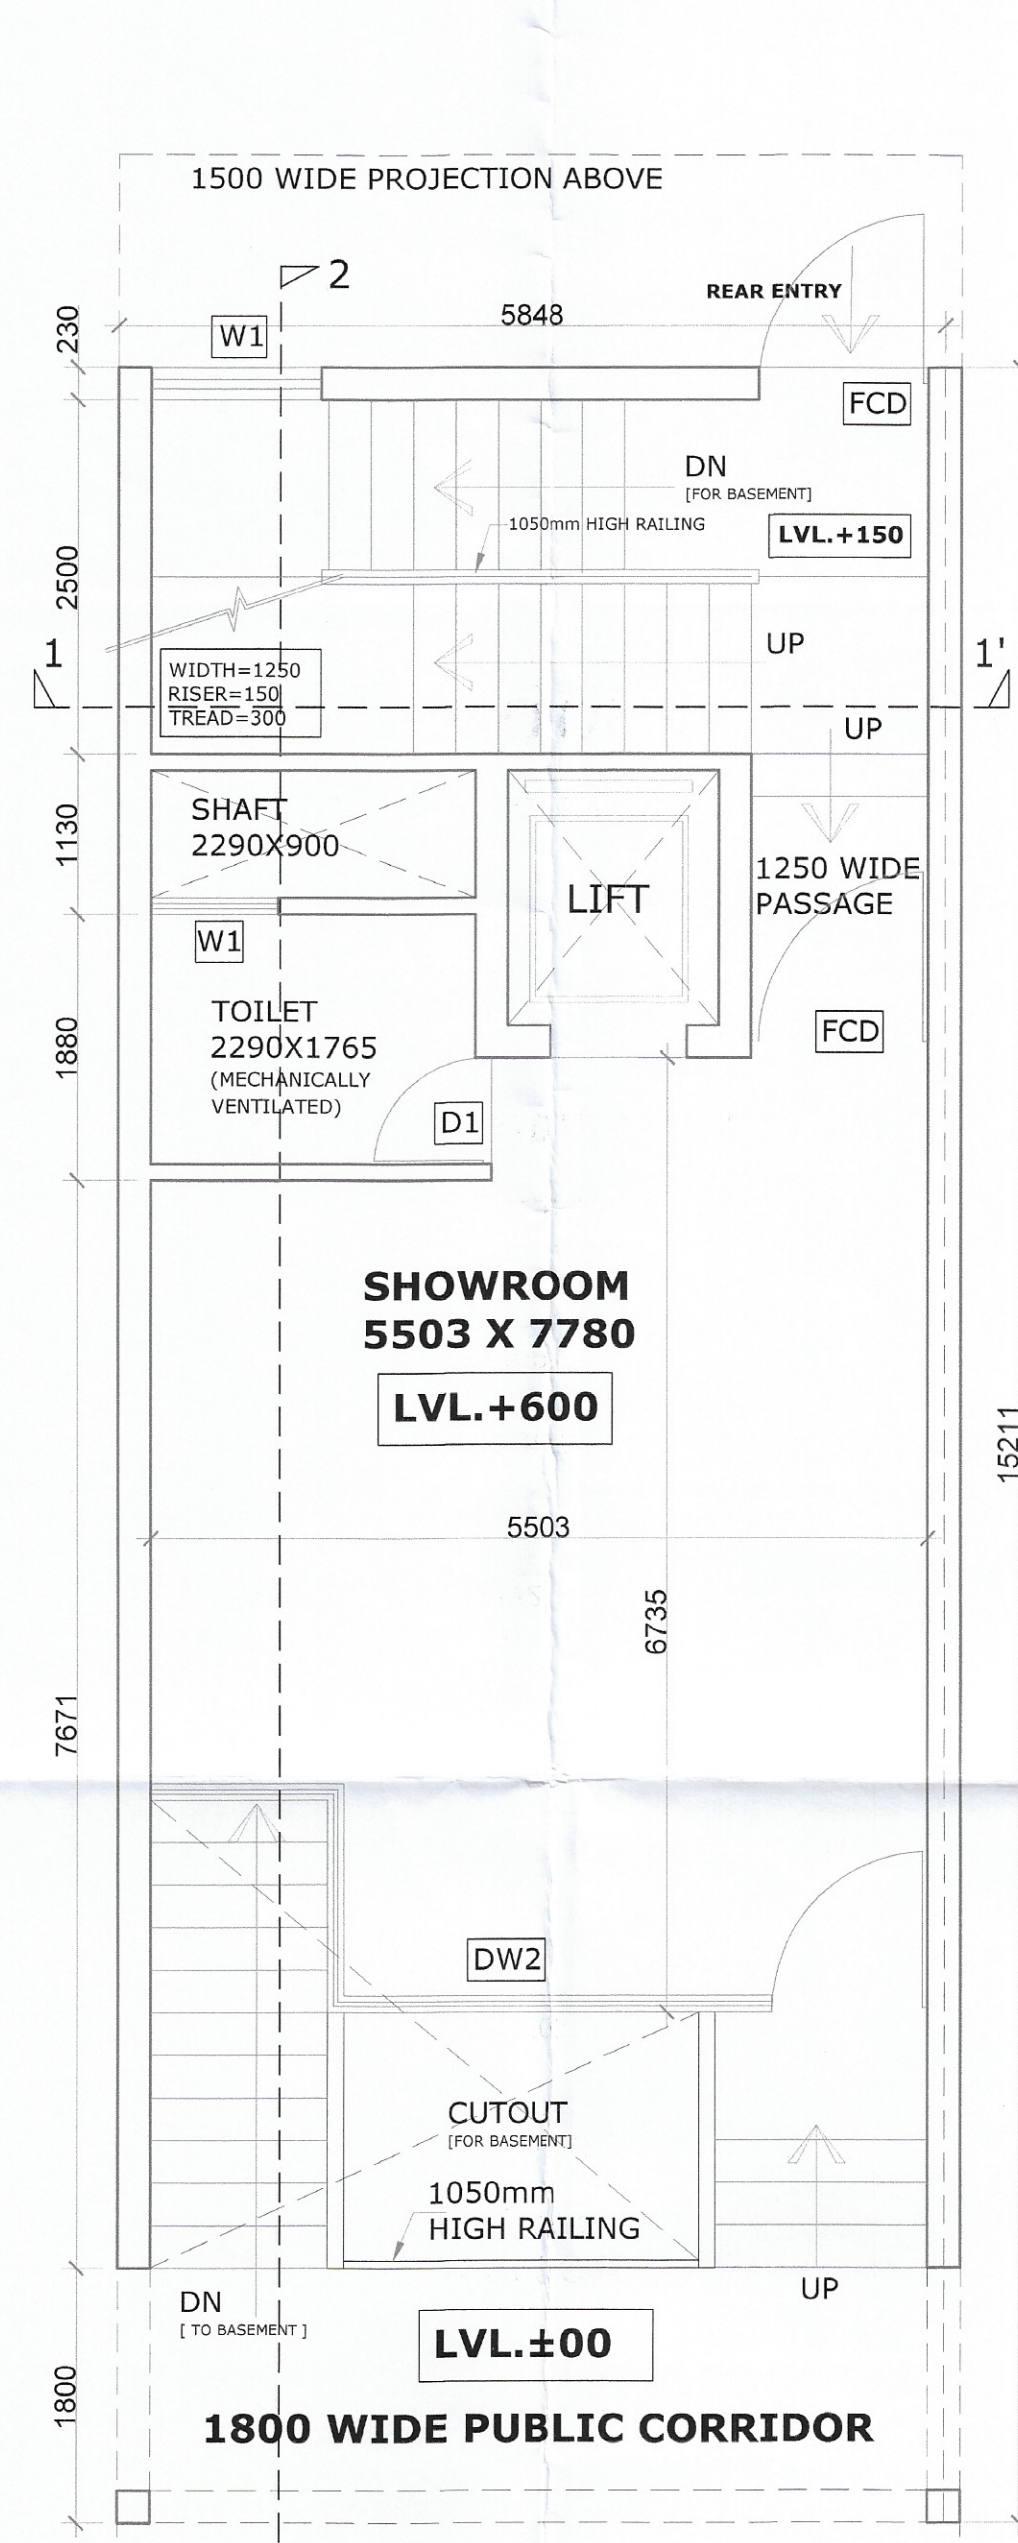 1500 WIDE PROJECTION ABOVE
2
REAR ENTRY
5848
230
W1
FCD
DN
[FOR BASEMENT]
1050mm HIGH RAILING
LVL.+150
2500
UP
1
1'
WIDTH=1250
RISER=150
TREAD=300
UP
SHAFT
2290X900
1130
LIFT
1250 WIDE
PASSAGE
W1
TOILET
2290X1765
(MECHANICALLY
VENTILATED)
FCD
1880
D1
SHOWROOM
5503 X 7780
LVL.+600
15211
5503
6735
7671
DW2
CUTOUT
[FOR BASEMENT]
1050mm
HIGH RAILING
DN
[ TO BASEMENT ]
UP
LVL.±00
1800
1800 WIDE PUBLIC CORRIDOR